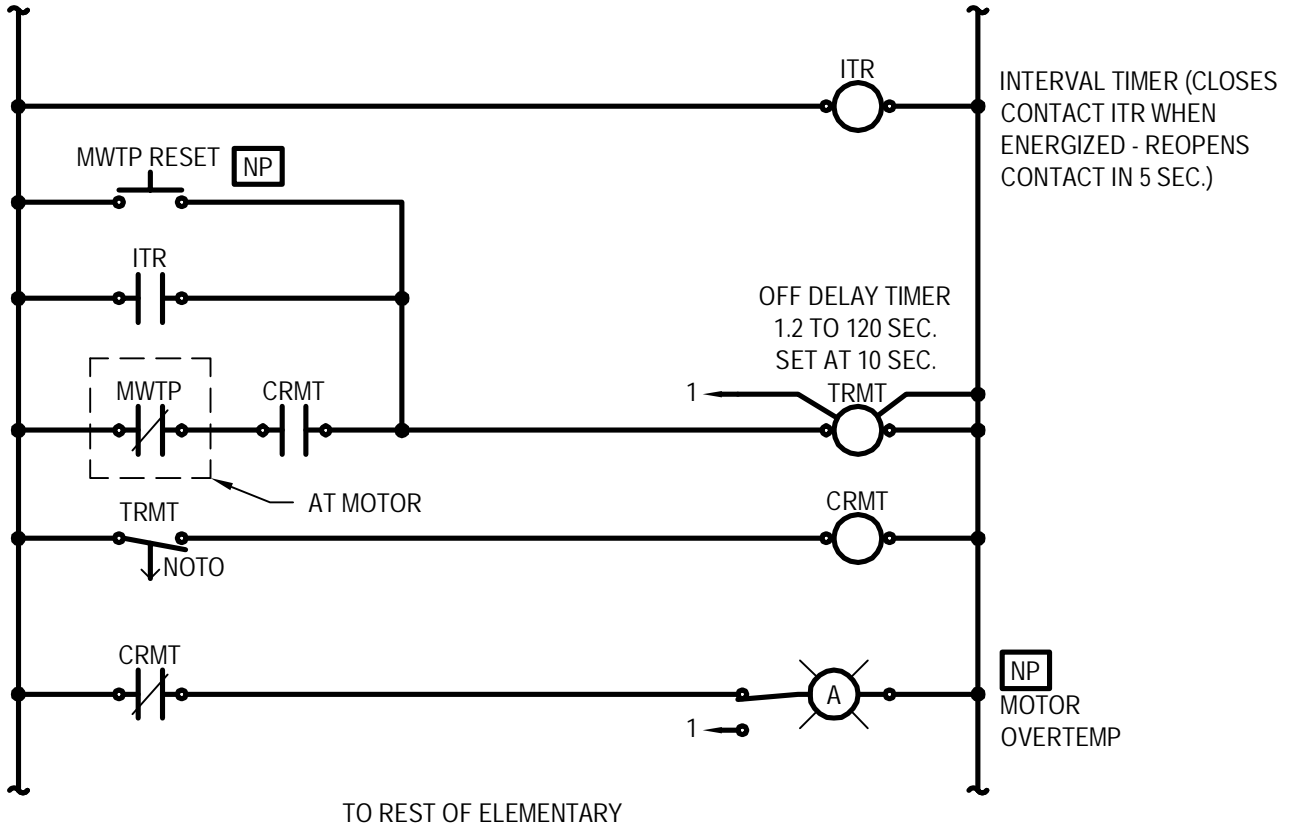 ITR
INTERVAL TIMER (CLOSES
CONTACT ITR WHEN
ENERGIZED - REOPENS
CONTACT IN 5 SEC.)
MWTP RESET
NP
ITR
OFF DELAY TIMER
1.2 TO 120 SEC.
SET AT 10 SEC.
MWTP
CRMT
1
TRMT
AT MOTOR
TRMT
NOTO
CRMT
CRMT
A
1
NP
MOTOR
OVERTEMP
TO REST OF ELEMENTARY